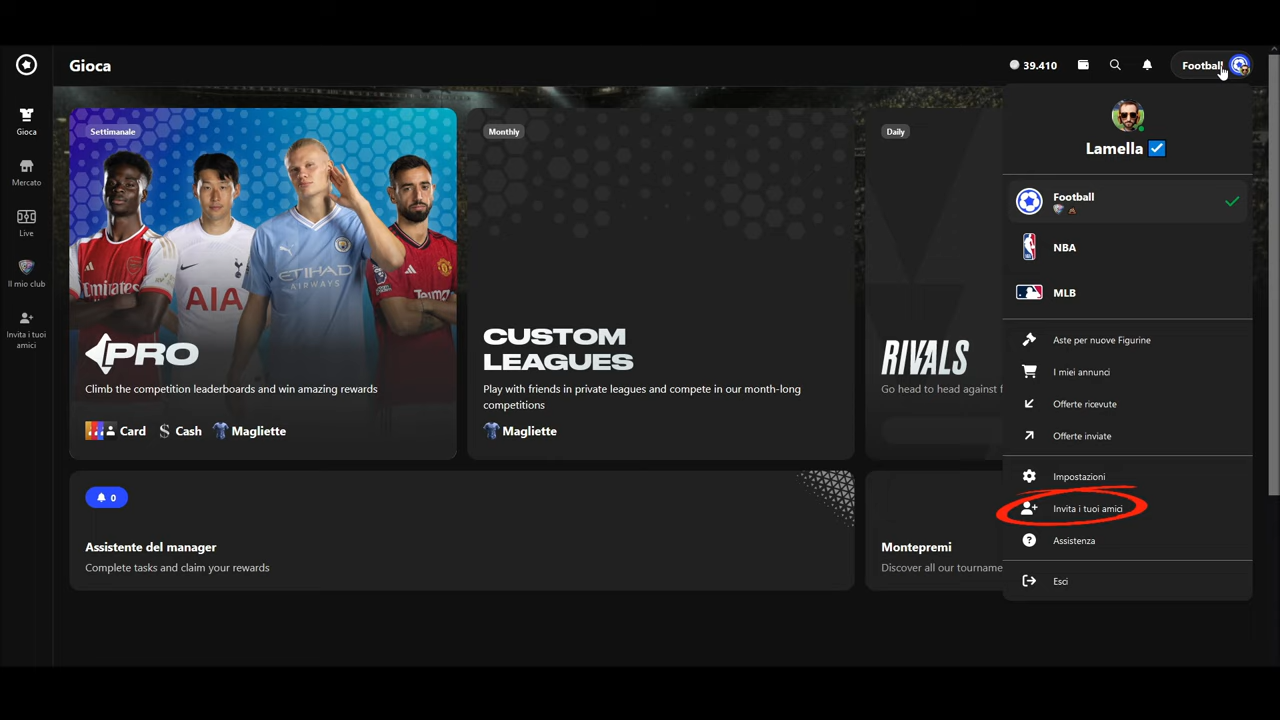 Gioca
39.410
Football
Gioca
Mercato
Live
Il mio club
Invita i tuoi
amici
Settimanale
ETIHAD
AIRWAYS
AIA
PRO
Climb the competition leaderboards and win amazing rewards
Card
Cash
Magliette
Monthly
CUSTOM
LEAGUES
Play with friends in private leagues and compete in our month-long
competitions
Magliette
Daily
RIVALS
Go head to head against
0
Assistente del manager
Complete tasks and claim your rewards
Montepremi
Discover all our
Lamella
Football
NBA
MLB
Aste per nuove Figurine
I miei annunci
Offerte ricevute
Offerte inviate
Impostazioni
Invita i tuoi amici
Assistenza
Esci